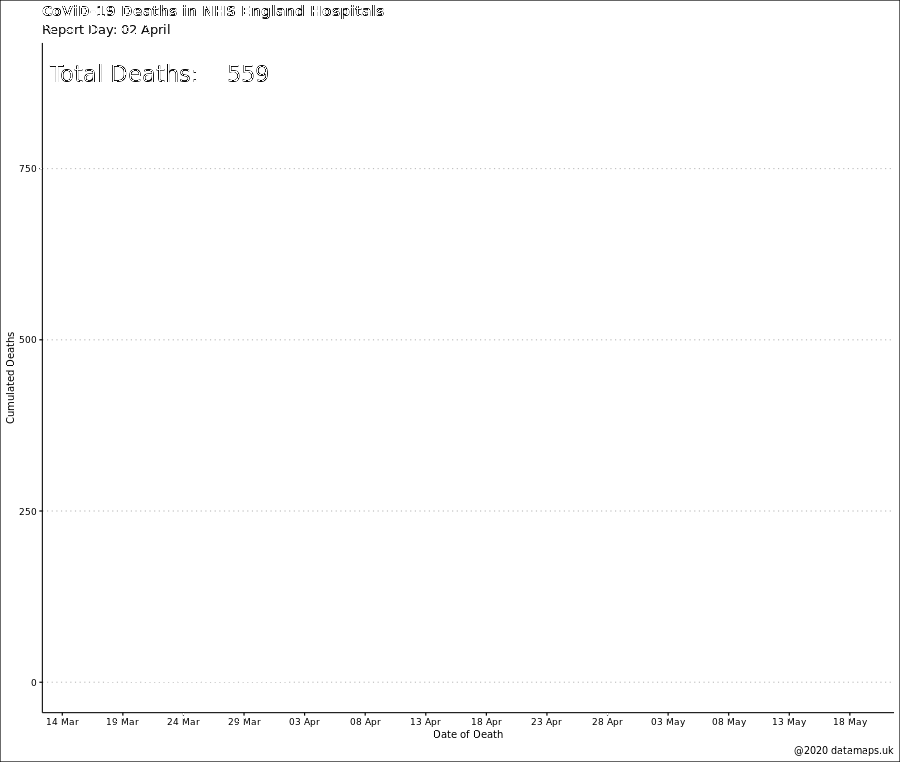 CoViD-19 Deaths in NHS England Hospitals
Report Day: 02 April
Total Deaths: 559
750
500
250
0
Cumulated Deaths
14 Mar 19 Mar 24 Mar 29 Mar 03 Apr 08 Apr 13 Apr 18 Apr 23 Apr 28 Apr 03 May 08 May 13 May 18 May
Date of Death
@2020 datamaps.uk